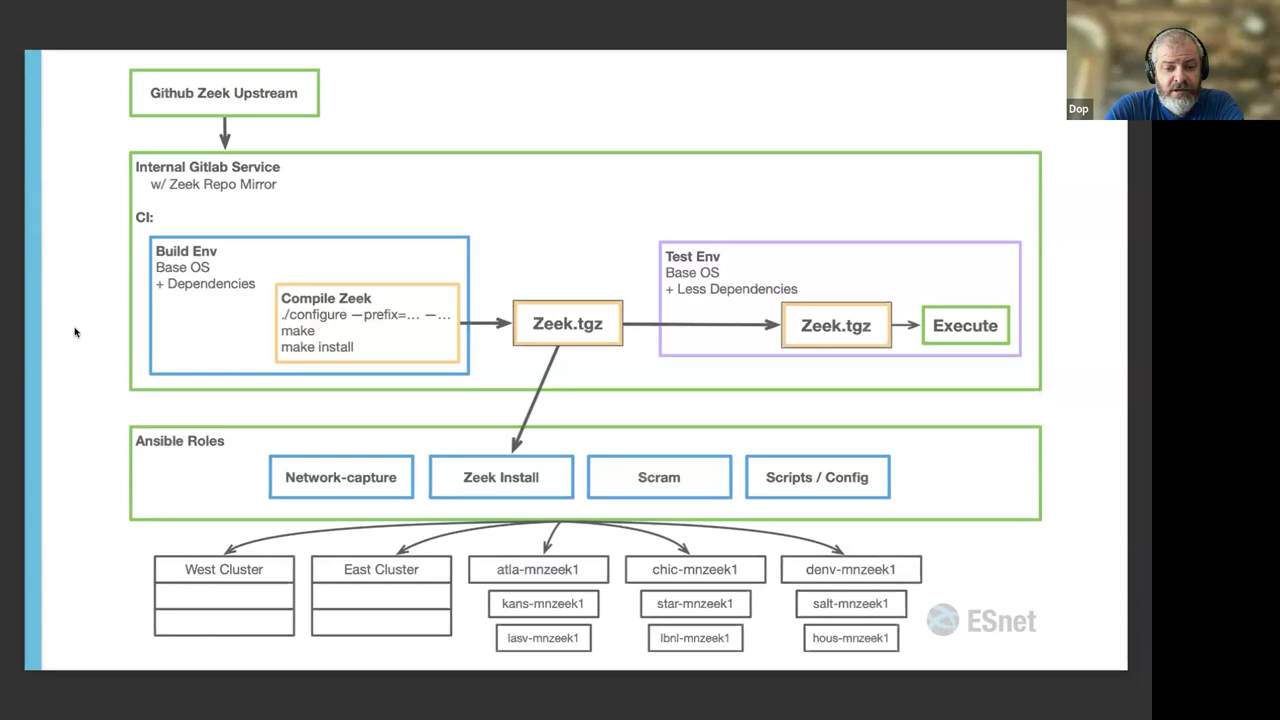 Github Zeek Upstream
Dop
Internal Gitlab Service
w/ Zeek Repo Mirror
CI:
Build Env
Base OS
+ Dependencies
Compile Zeek
./configure —prefix=... —...
make
make install
Zeek.tgz
Test Env
Base OS
+ Less Dependencies
Zeek.tgz
Execute
Ansible Roles
Network-capture
Zeek Install
Scram
Scripts / Config
West Cluster
East Cluster
atla-mnzeek1
chic-mnzeek1
denv-mnzeek1
kans-mnzeek1
star-mnzeek1
salt-mnzeek1
lasv-mnzeek1
lbnl-mnzeek1
hous-mnzeek1
ESnet